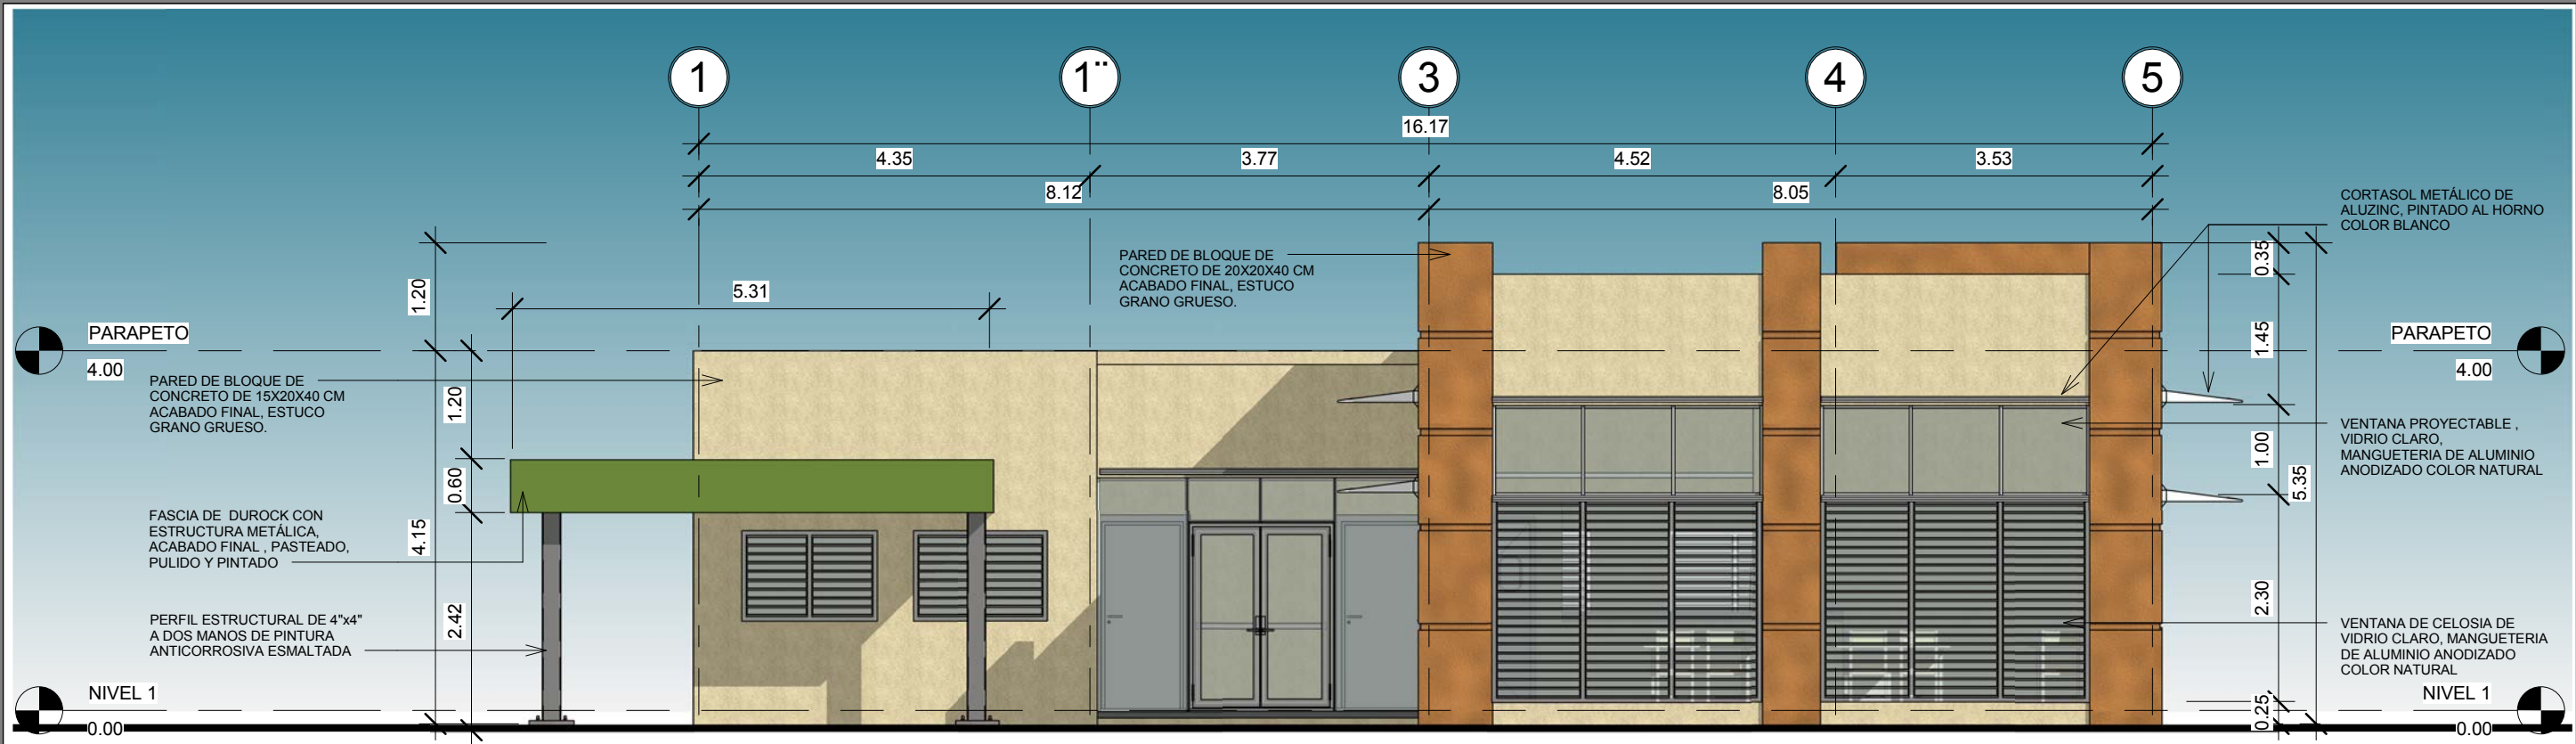 1
1¨
3
4
5
16.17
4.35
3.77
4.52
3.53
8.12
8.05
CORTASOL METÁLICO DE
ALUZINC, PINTADO AL HORNO
COLOR BLANCO
PARED DE BLOQUE DE
CONCRETO DE 20X20X40 CM
ACABADO FINAL, ESTUCO
GRANO GRUESO.
5.31
1.20
0.35
PARAPETO
4.00
1.45
PARAPETO
4.00
PARED DE BLOQUE DE
CONCRETO DE 15X20X40 CM
ACABADO FINAL, ESTUCO
GRANO GRUESO.
1.20
VENTANA PROYECTABLE ,
VIDRIO CLARO,
MANGUETERIA DE ALUMINIO
ANODIZADO COLOR NATURAL
1.00
5.35
0.60
FASCIA DE DUROCK CON
ESTRUCTURA METÁLICA,
ACABADO FINAL , PASTEADO,
PULIDO Y PINTADO
4.15
2.30
PERFIL ESTRUCTURAL DE 4"x4"
A DOS MANOS DE PINTURA
ANTICORROSIVA ESMALTADA
2.42
VENTANA DE CELOSIA DE
VIDRIO CLARO, MANGUETERIA
DE ALUMINIO ANODIZADO
COLOR NATURAL
NIVEL 1
0.00
0.25
NIVEL 1
0.00